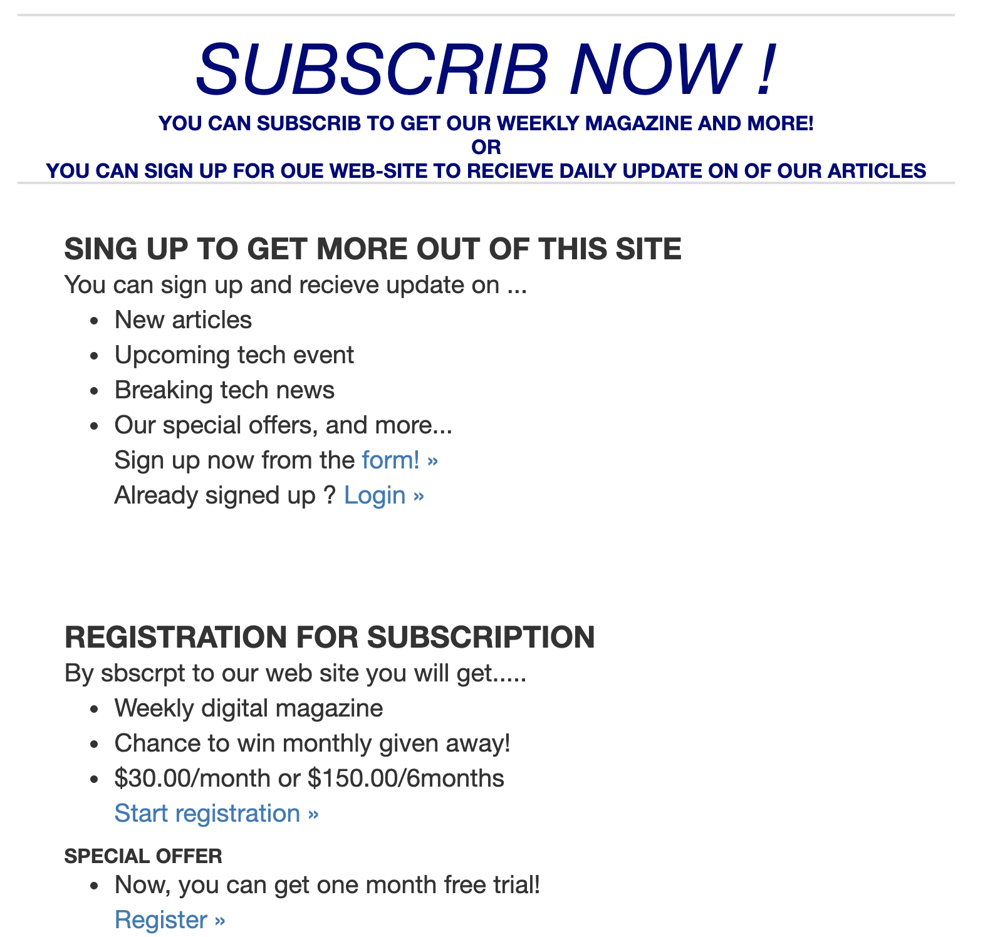 SUBSCRIB NOW !
YOU CAN SUBSCRIB TO GET OUR WEEKLY MAGAZINE AND MORE!
OR
YOU CAN SIGN UP FOR OUE WEB-SITE TO RECIEVE DAILY UPDATE ON OF OUR ARTICLES
SING UP TO GET MORE OUT OF THIS SITE
You can sign up and recieve update on ...
• New articles
• Upcoming tech event
• Breaking tech news
• Our special offers, and more...
Sign up now from the form! »
Already signed up ? Login »
REGISTRATION FOR SUBSCRIPTION
By sbscrpt to our web site you will get.....
• Weekly digital magazine
• Chance to win monthly given away!
• $30.00/month or $150.00/6months
Start registration »
SPECIAL OFFER
• Now, you can get one month free trial!
Register »